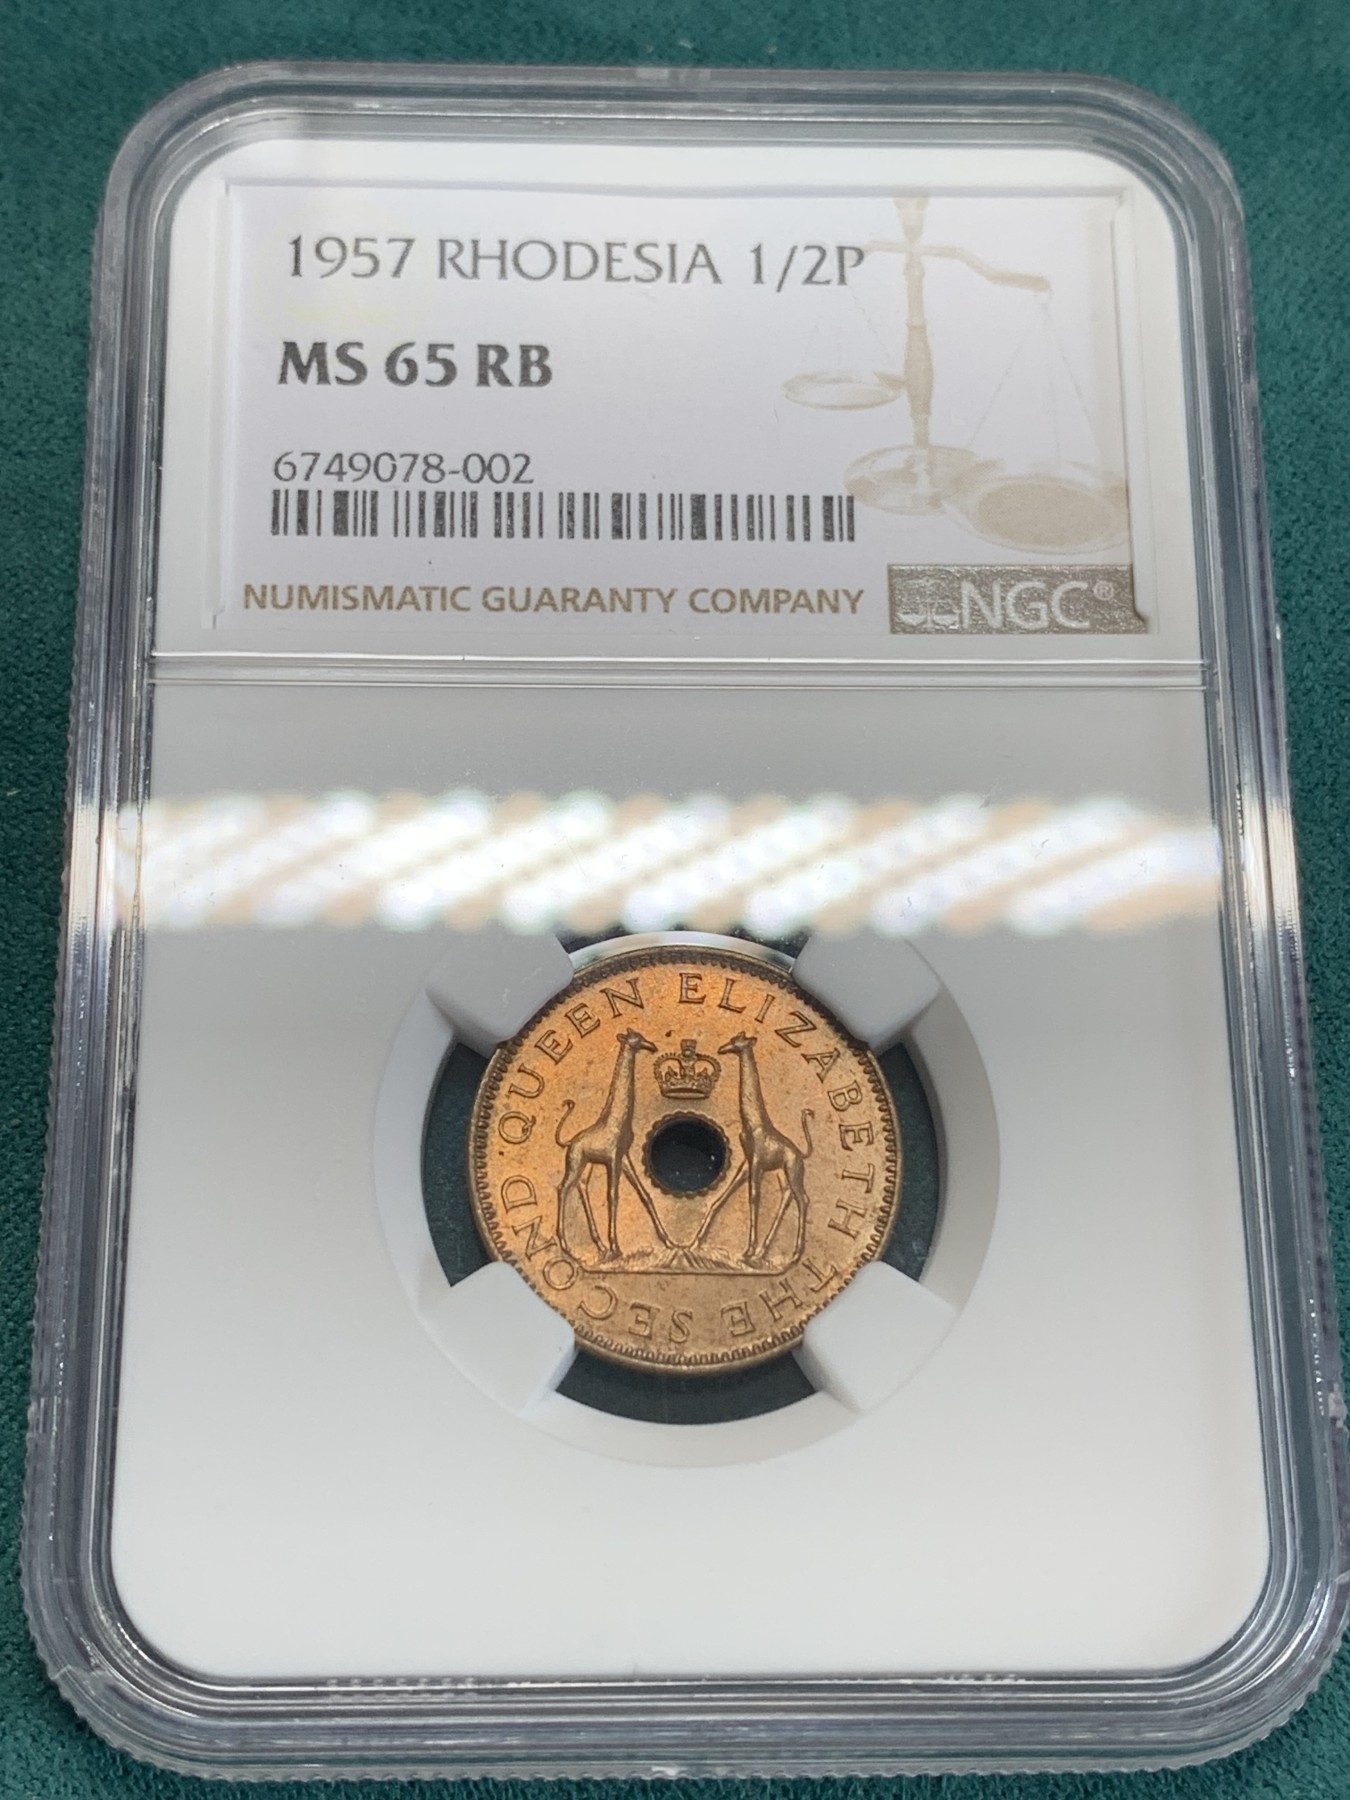 1957 RHODESIA 1/2P
MS 65 RB
6749078-002
NUMISMATIC GUARANTY COMPANY
NGC®
QUEEN ELIZABETH THE SECOND